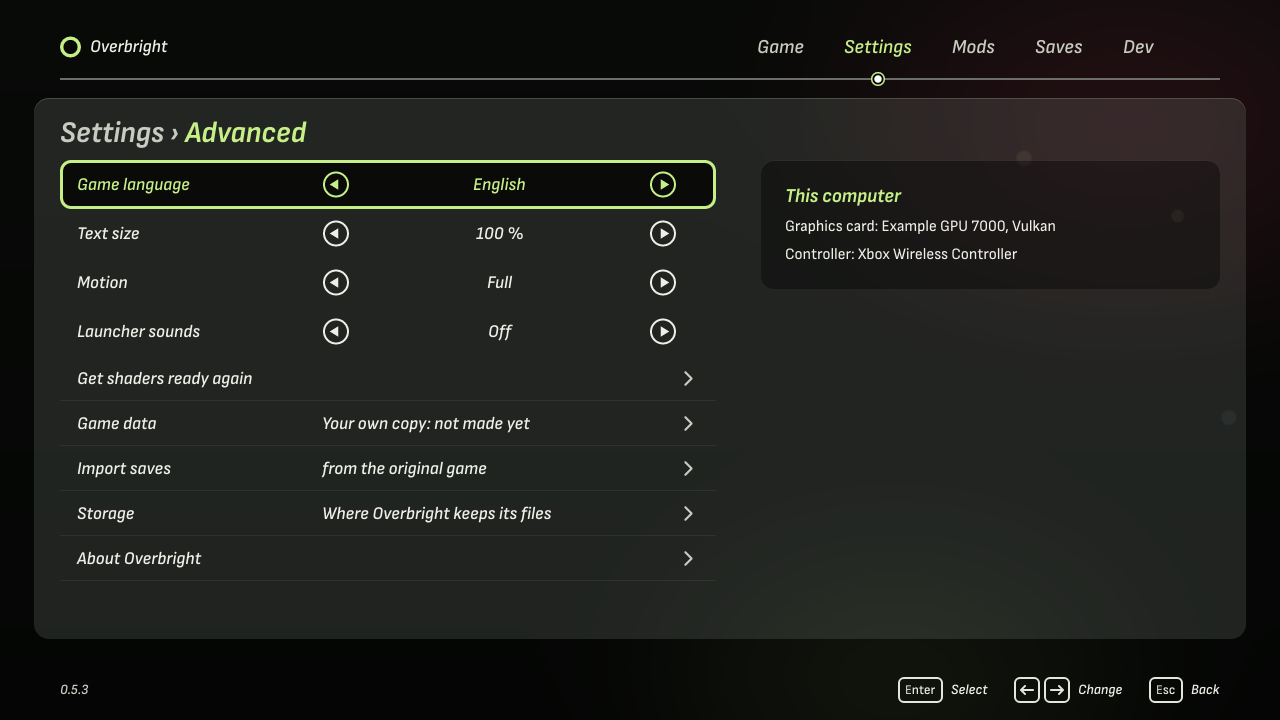 Overbright
Game Settings Mods Saves Dev
Settings › Advanced
Game language English
Text size 100 %
Motion Full
Launcher sounds Off
Get shaders ready again
Game data Your own copy: not made yet
Import saves from the original game
Storage Where Overbright keeps its files
About Overbright
This computer
Graphics card: Example GPU 7000, Vulkan
Controller: Xbox Wireless Controller
0.5.3
Enter Select ← → Change Esc Back